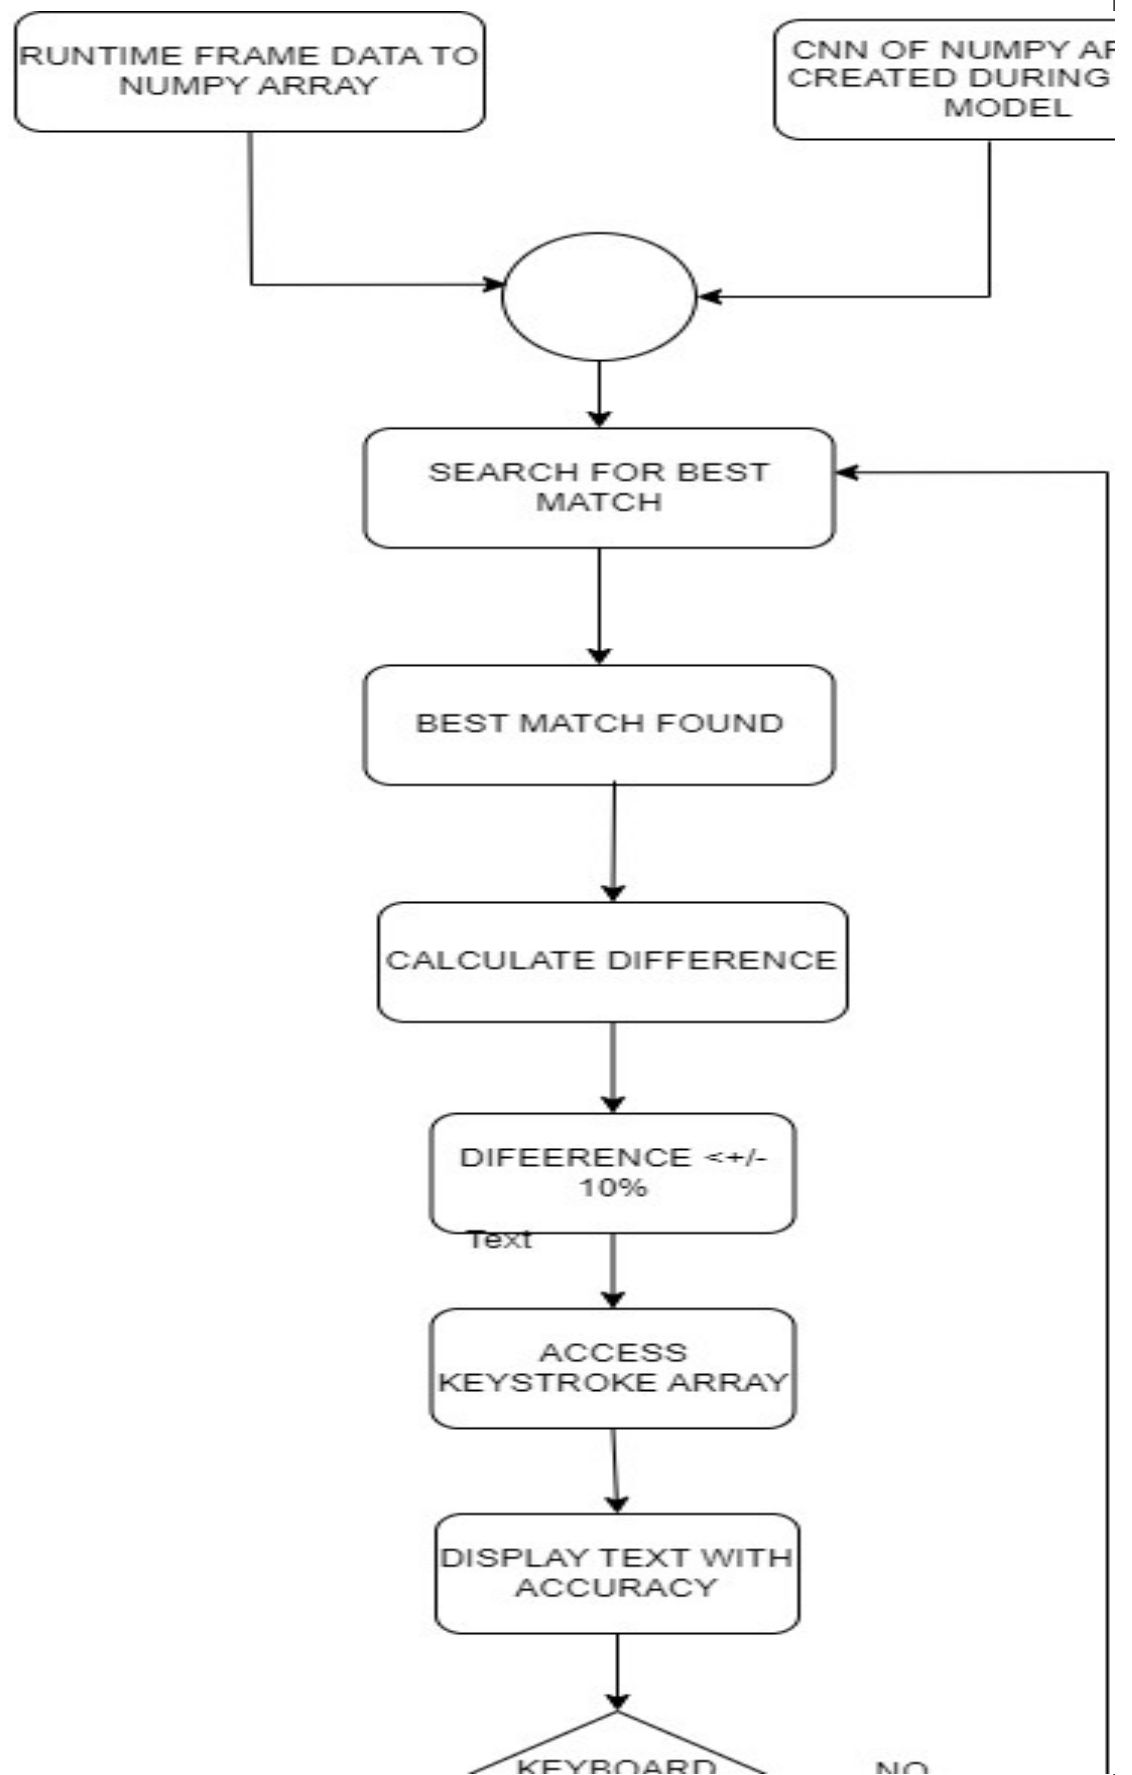 RUNTIME FRAME DATA TO
NUMPY ARRAY
CNN OF NUMPY
CREATED DURING
MODEL
SEARCH FOR BEST
MATCH
BEST MATCH FOUND
CALCULATE DIFFERENCE
DIFEERENCE <+/-
10%
Text
ACCESS
KEYSTROKE ARRAY
DISPLAY TEXT WITH
ACCURACY
KEYBOARD
NO